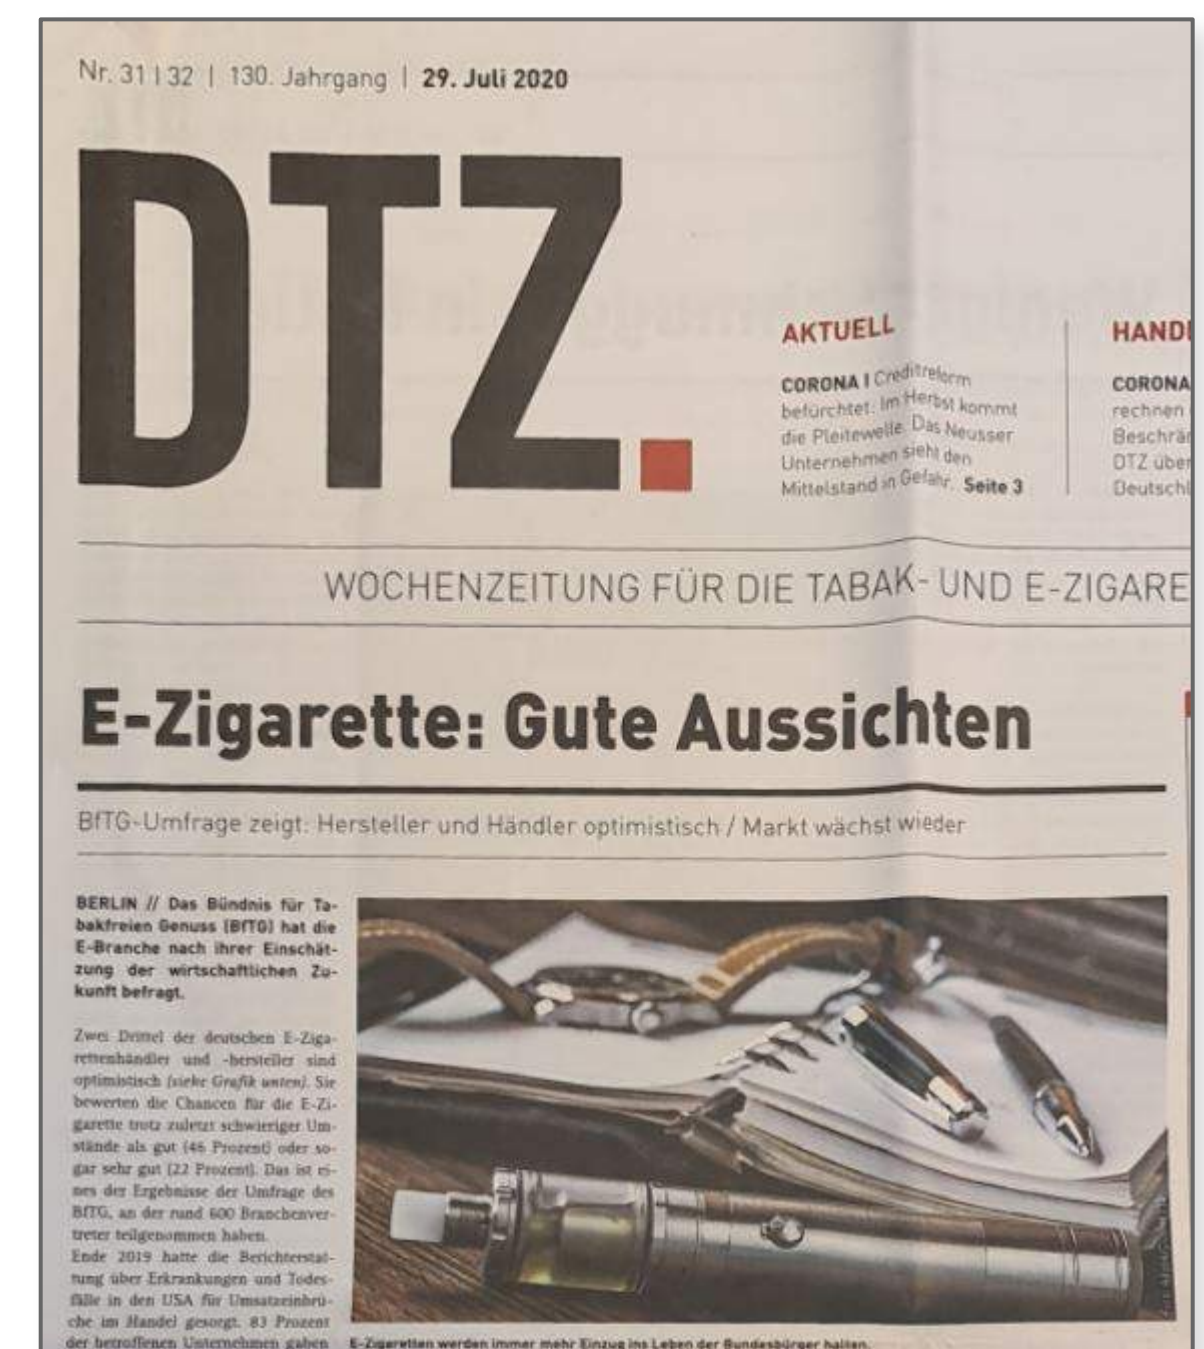 Nr. 31|32 | 130. Jahrgang | 29. Juli 2020
DTZ.
AKTUELL
CORONA | Creditreform
befürchtet: Im Herbst kommt
die Pleitewelle. Das Neusser
Unternehmen sieht den
Mittelstand in Gefahr. Seite 3
HANDE
CORONA
rechnen
Beschrän
DTZ über
Deutschl
WOCHENZEITUNG FÜR DIE TABAK- UND E-ZIGARE
E-Zigarette: Gute Aussichten
BfTG-Umfrage zeigt: Hersteller und Händler optimistisch / Markt wächst wieder
BERLIN // Das Bündnis für Ta-
bakfreien Genuss (BfTG) hat die
E-Branche nach ihrer Einschät-
zung der wirtschaftlichen Zu-
kunft befragt.
Zwei Drittel der deutschen E-Ziga-
rettenhändler und -hersteller sind
optimistisch (siehe Grafik unten). Sie
bewerten die Chancen für die E-Zi-
garette trotz zuletzt schwieriger Um-
stände als gut (46 Prozent) oder so-
gar sehr gut (22 Prozent). Das ist ei-
nes der Ergebnisse der Umfrage des
BfTG, an der rund 600 Branchenver-
treter teilgenommen haben.
Ende 2019 hatte die Berichterstat-
tung über Erkrankungen und Todes-
fälle in den USA für Umsatzeinbrü-
che im Handel gesorgt. 83 Prozent
der betroffenen Unternehmen gaben
E-Zigaretten werden immer mehr Einzug ins Leben der Bundesbürger halten.